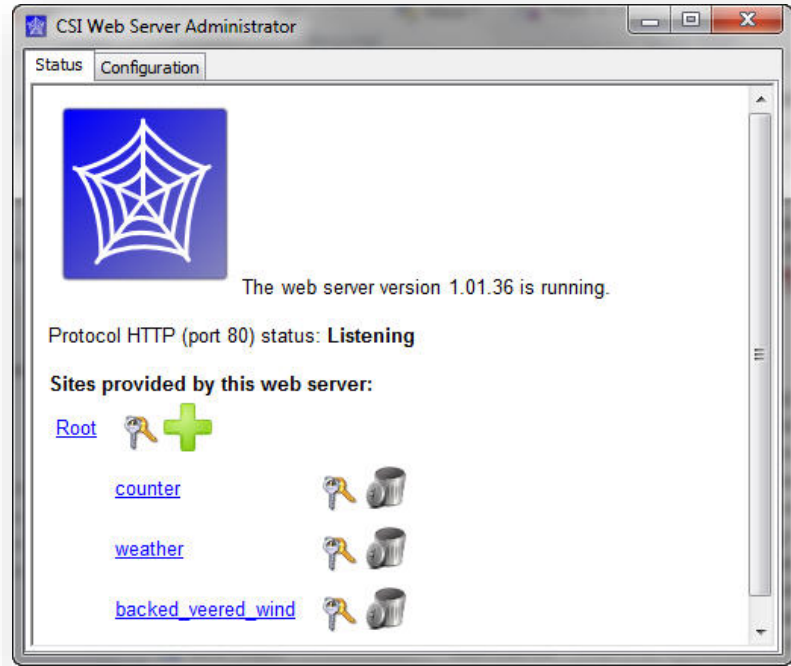 CSI Web Server Administrator
Status Configuration
The web server version 1.01.36 is running.
Protocol HTTP (port 80) status: Listening
Sites provided by this web server:
Root
counter
weather
backed_veered_wind